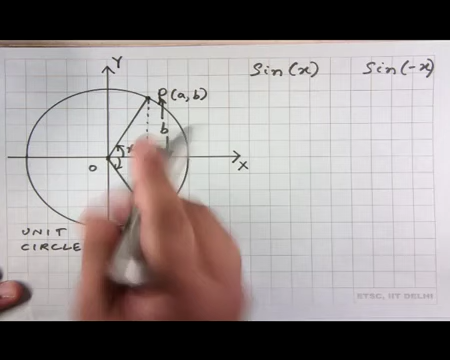 Y
Sin(x) Sin(-x)
P(a,b)
b
x
O X
UNIT
CIRCLE
ETSC, IIT DELHI